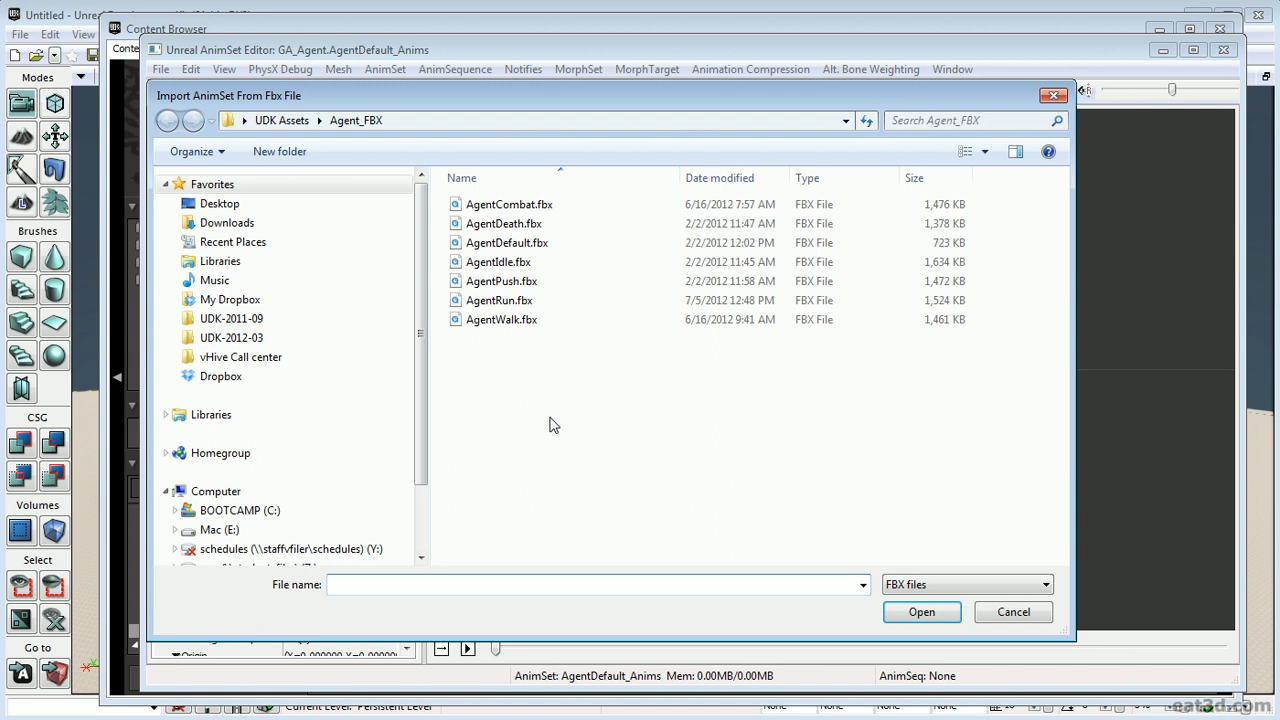 Untitled - Unrea
Content Browser
File Edit View
Conte
Unreal AnimSet Editor: GA_Agent.AgentDefault_Anims
File Edit View PhysX Debug Mesh AnimSet AnimSequence Notifies MorphSet MorphTarget Animation Compression Alt. Bone Weighting Window
Modes
Import AnimSet From Fbx File
UDK Assets Agent_FBX
Search Agent_FBX
Organize New folder
Name Date modified Type Size
Favorites
Desktop
Downloads
Recent Places
Libraries
Music
My Dropbox
UDK-2011-09
UDK-2012-03
vHive Call center
Dropbox
Libraries
Homegroup
Computer
BOOTCAMP (C:)
Mac (E:)
schedules (\\staffvfiler\schedules) (Y:)
AgentCombat.fbx 6/16/2012 7:57 AM FBX File 1,476 KB
AgentDeath.fbx 2/2/2012 11:47 AM FBX File 1,378 KB
AgentDefault.fbx 2/2/2012 12:02 PM FBX File 723 KB
AgentIdle.fbx 2/2/2012 11:45 AM FBX File 1,634 KB
AgentPush.fbx 2/2/2012 11:58 AM FBX File 1,472 KB
AgentRun.fbx 7/5/2012 12:48 PM FBX File 1,524 KB
AgentWalk.fbx 6/16/2012 9:41 AM FBX File 1,461 KB
Brushes
CSG
Volumes
Select
Go to
File name:
FBX files
Open Cancel
Origin
AnimSet: AgentDefault_Anims Mem: 0.00MB/0.00MB
AnimSeq: None
Current Level: Persistent Level
eat3d.com